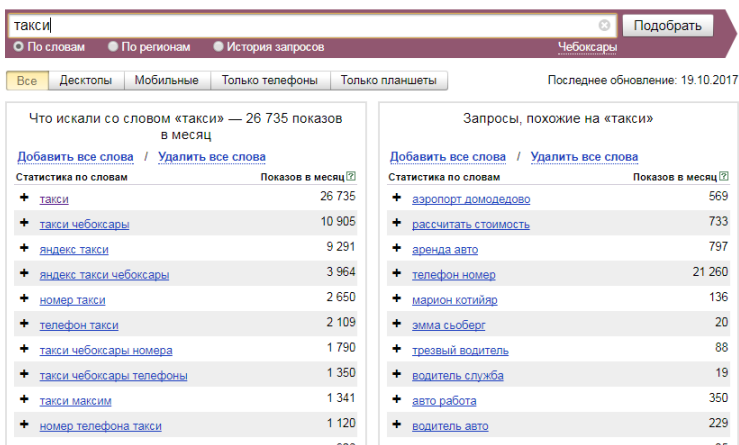 такси Подобрать
По словам По регионам История запросов Чебоксары
Все Десктопы Мобильные Только телефоны Только планшеты Последнее обновление: 19.10.2017
Что искали со словом «такси» — 26 735 показов
в месяц
Добавить все слова / Удалить все слова
Статистика по словам Показов в месяц ?
+ такси 26 735
+ такси чебоксары 10 905
+ яндекс такси 9 291
+ яндекс такси чебоксары 3 964
+ номер такси 2 650
+ телефон такси 2 109
+ такси чебоксары номера 1 790
+ такси чебоксары телефоны 1 350
+ такси максим 1 341
+ номер телефона такси 1 120
Запросы, похожие на «такси»
Добавить все слова / Удалить все слова
Статистика по словам Показов в месяц ?
+ аэропорт домодедово 569
+ рассчитать стоимость 733
+ аренда авто 797
+ телефон номер 21 260
+ марион котийяр 136
+ эмма сьоберг 20
+ трезвый водитель 88
+ водитель служба 19
+ авто работа 350
+ водитель авто 229